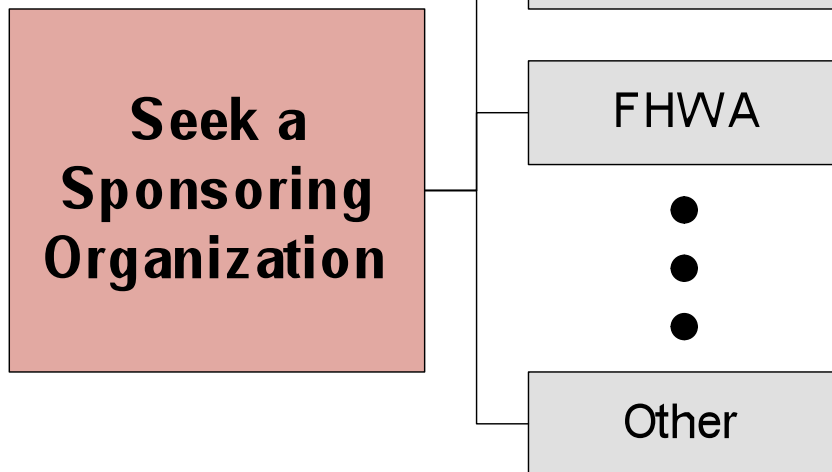 Seek a
Sponsoring
Organization
FHWA
Other